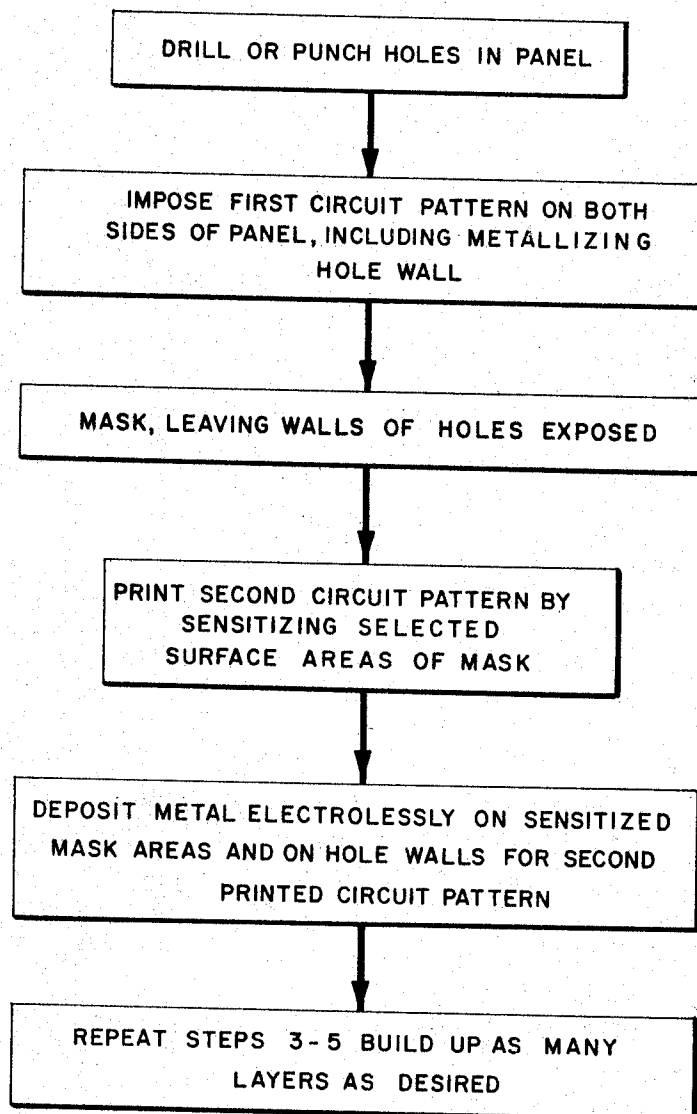 DRILL OR PUNCH HOLES IN PANEL
IMPOSE FIRST CIRCUIT PATTERN ON BOTH
SIDES OF PANEL, INCLUDING METALLIZING
HOLE WALL
MASK, LEAVING WALLS OF HOLES EXPOSED
PRINT SECOND CIRCUIT PATTERN BY
SENSITIZING SELECTED
SURFACE AREAS OF MASK
DEPOSIT METAL ELECTROLESSLY ON SENSITIZED
MASK AREAS AND ON HOLE WALLS FOR SECOND
PRINTED CIRCUIT PATTERN
REPEAT STEPS 3-5 BUILD UP AS MANY
LAYERS AS DESIRED